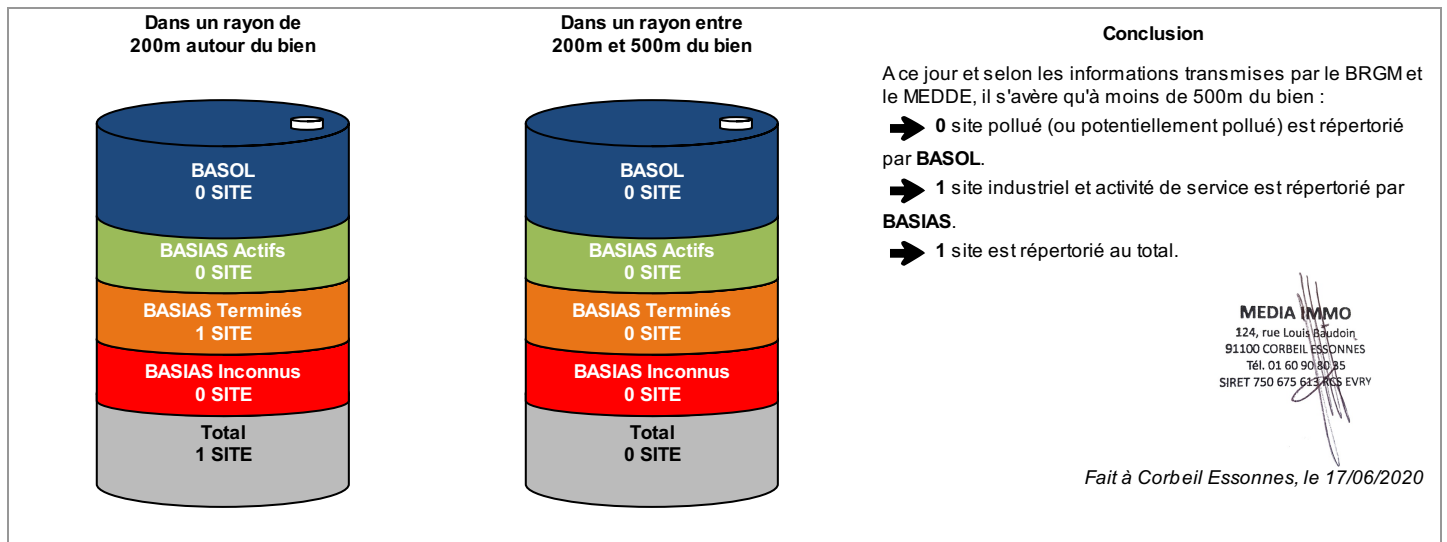 Dans un rayon de
200m autour du bien
BASOL
0 SITE
BASIAS Actifs
0 SITE
BASIAS Terminés
1 SITE
BASIAS Inconnus
0 SITE
Total
1 SITE
Dans un rayon entre
200m et 500m du bien
BASOL
0 SITE
BASIAS Actifs
0 SITE
BASIAS Terminés
0 SITE
BASIAS Inconnus
0 SITE
Total
0 SITE
Conclusion
A ce jour et selon les informations transmises par le BRGM et
le MEDDE, il s'avère qu'à moins de 500m du bien :
0 site pollué (ou potentiellement pollué) est répertorié
par BASOL.
1 site industriel et activité de service est répertorié par
BASIAS.
1 site est répertorié au total.
MEDIA IMMO
124, rue Louis Baudoin
91100 CORBEIL ESSONNES
Tél. 01 60 90 80 85
SIRET 750 675 613 RCS EVRY
Fait à Corbeil Essonnes, le 17/06/2020